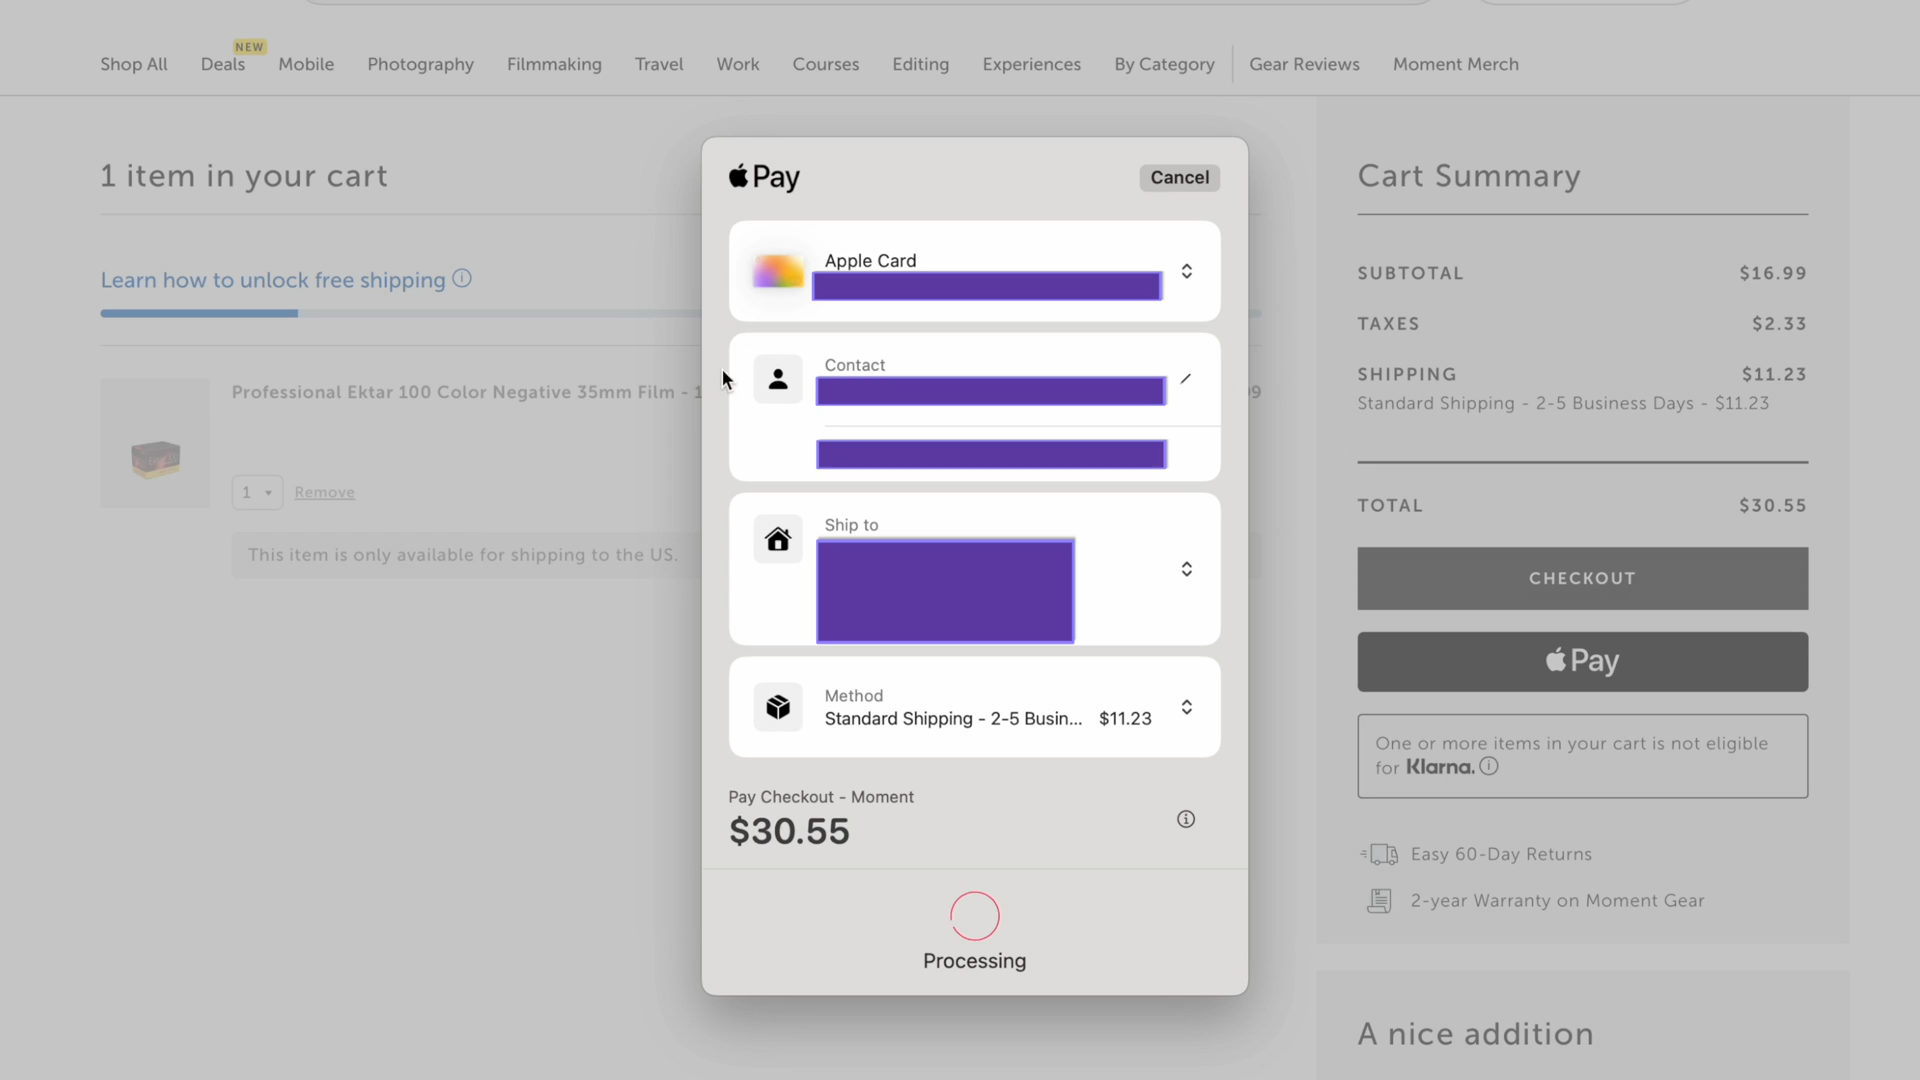 NEW
Shop All Deals Mobile Photography Filmmaking Travel Work Courses Editing Experiences By Category Gear Reviews Moment Merch
1 item in your cart
Learn how to unlock free shipping
Professional Ektar 100 Color Negative 35mm Film - 1
1
Remove
This item is only available for shipping to the US.
Pay
Cancel
Apple Card
Contact
Ship to
Method
Standard Shipping - 2-5 Busin... $11.23
Pay Checkout - Moment
$30.55
Processing
Cart Summary
SUBTOTAL $16.99
TAXES $2.33
SHIPPING $11.23
Standard Shipping - 2-5 Business Days - $11.23
TOTAL $30.55
CHECKOUT
Pay
One or more items in your cart is not eligible
for Klarna.
Easy 60-Day Returns
2-year Warranty on Moment Gear
A nice addition